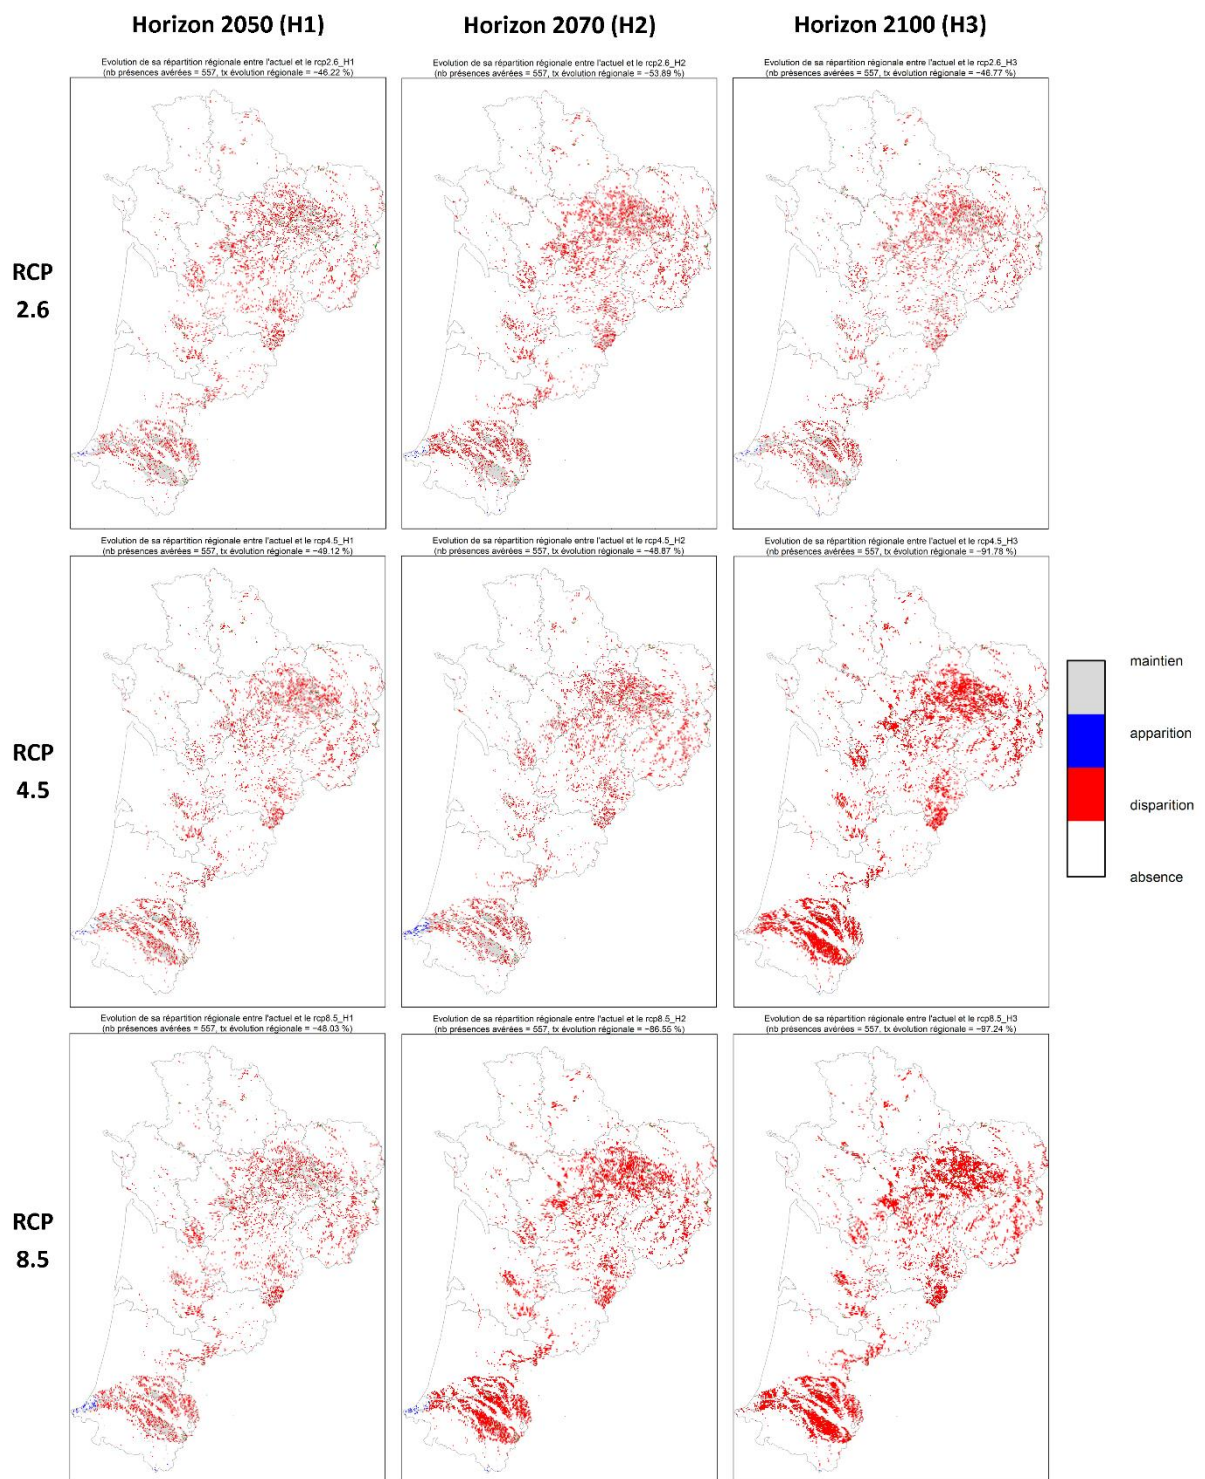 Horizon 2050 (H1)
Horizon 2070 (H2)
Horizon 2100 (H3)
Evolution de sa répartition régionale entre l'actuel et le rcp2.6_H1
(nb présences avérées = 557, tx évolution régionale = −46.22 %)
Evolution de sa répartition régionale entre l'actuel et le rcp2.6_H2
(nb présences avérées = 557, tx évolution régionale = −53.89 %)
Evolution de sa répartition régionale entre l'actuel et le rcp2.6_H3
(nb présences avérées = 557, tx évolution régionale = −46.77 %)
RCP
2.6
Evolution de sa répartition régionale entre l'actuel et le rcp4.5_H1
(nb présences avérées = 557, tx évolution régionale = −49.12 %)
Evolution de sa répartition régionale entre l'actuel et le rcp4.5_H2
(nb présences avérées = 557, tx évolution régionale = −48.87 %)
Evolution de sa répartition régionale entre l'actuel et le rcp4.5_H3
(nb présences avérées = 557, tx évolution régionale = −91.78 %)
RCP
4.5
maintien
apparition
disparition
absence
Evolution de sa répartition régionale entre l'actuel et le rcp8.5_H1
(nb présences avérées = 557, tx évolution régionale = −48.03 %)
Evolution de sa répartition régionale entre l'actuel et le rcp8.5_H2
(nb présences avérées = 557, tx évolution régionale = −86.55 %)
Evolution de sa répartition régionale entre l'actuel et le rcp8.5_H3
(nb présences avérées = 557, tx évolution régionale = −97.24 %)
RCP
8.5